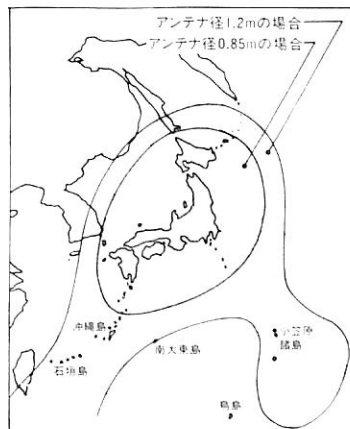 アンテナ径1.2mの場合
アンテナ径0.85mの場合
沖縄島
南大東島
小笠原
諸島
石垣島
鳥島